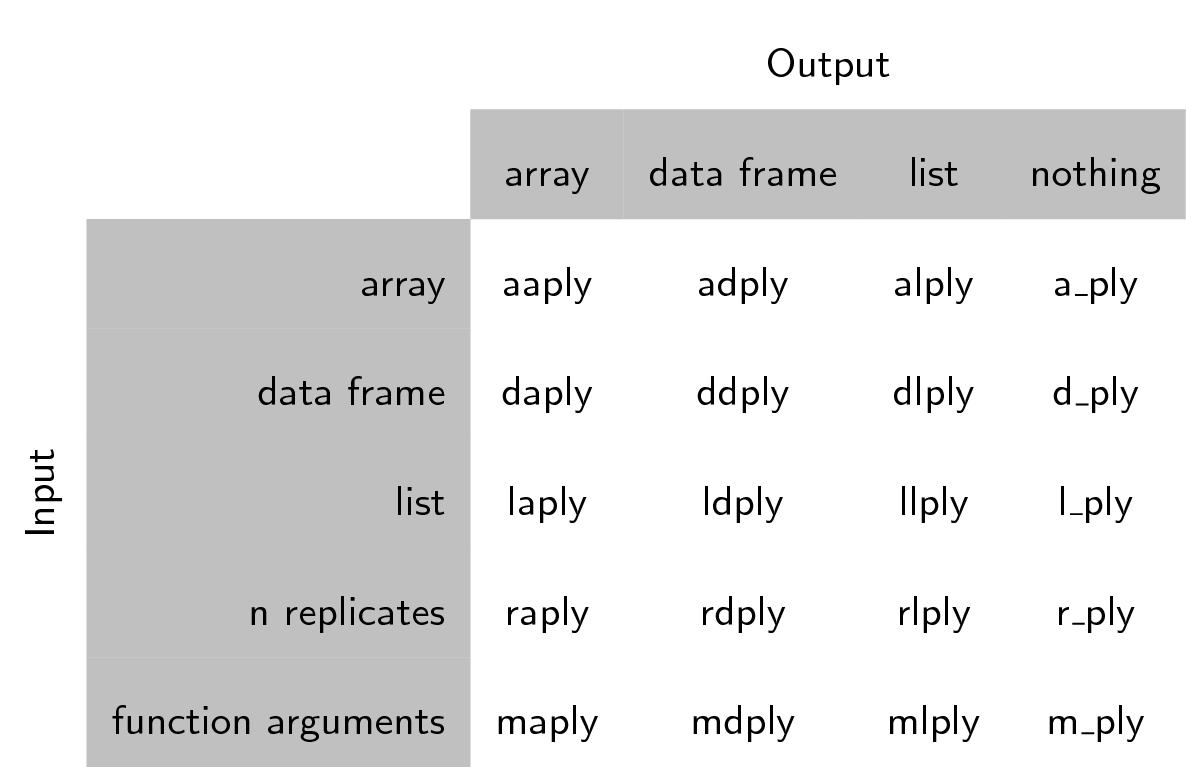 Output
array data frame list nothing
Input
array aaply adply alply a_ply
data frame daply ddply dlply d_ply
list laply ldply llply l_ply
n replicates raply rdply rlply r_ply
function arguments maply mdply mlply m_ply